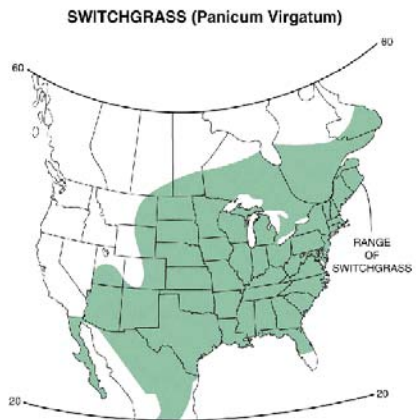 SWITCHGRASS (Panicum Virgatum)
60
60
RANGE
OF
SWITCHGRASS
20
20